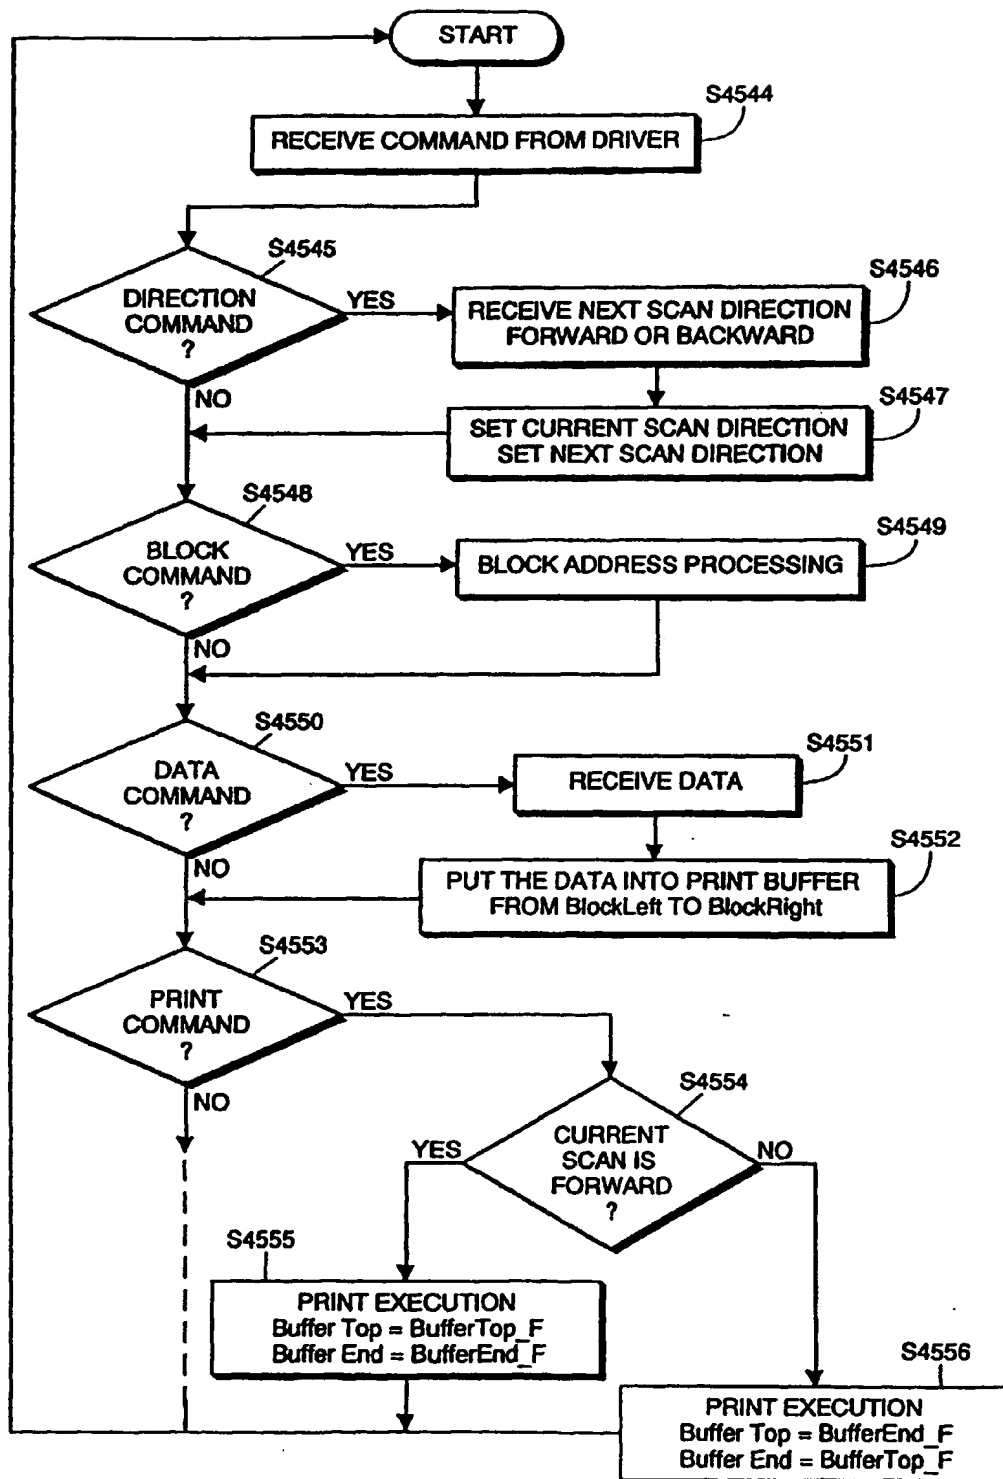 START
S4544
RECEIVE COMMAND FROM DRIVER
S4545
DIRECTION
COMMAND
?
YES
NO
S4546
RECEIVE NEXT SCAN DIRECTION
FORWARD OR BACKWARD
S4547
SET CURRENT SCAN DIRECTION
SET NEXT SCAN DIRECTION
S4548
BLOCK
COMMAND
?
YES
NO
S4549
BLOCK ADDRESS PROCESSING
S4550
DATA
COMMAND
?
YES
NO
S4551
RECEIVE DATA
S4552
PUT THE DATA INTO PRINT BUFFER
FROM BlockLeft TO BlockRight
S4553
PRINT
COMMAND
?
YES
NO
S4554
CURRENT
SCAN IS
FORWARD
?
YES
NO
S4555
PRINT EXECUTION
Buffer Top = BufferTop_F
Buffer End = BufferEnd_F
S4556
PRINT EXECUTION
Buffer Top = BufferEnd_F
Buffer End = BufferTop_F